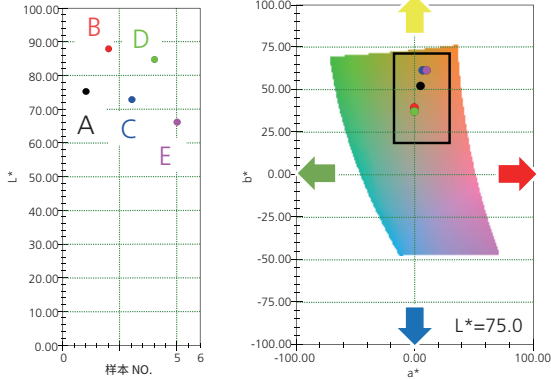 L*
100.00
90.00
80.00
70.00
60.00
50.00
40.00
30.00
20.00
10.00
0.00
0
5
6
样本 NO.
A
B
C
D
E
b*
100.00
75.00
50.00
25.00
0.00
-25.00
-50.00
-75.00
-100.00
-100.00
0.00
100.00
a*
L*=75.0